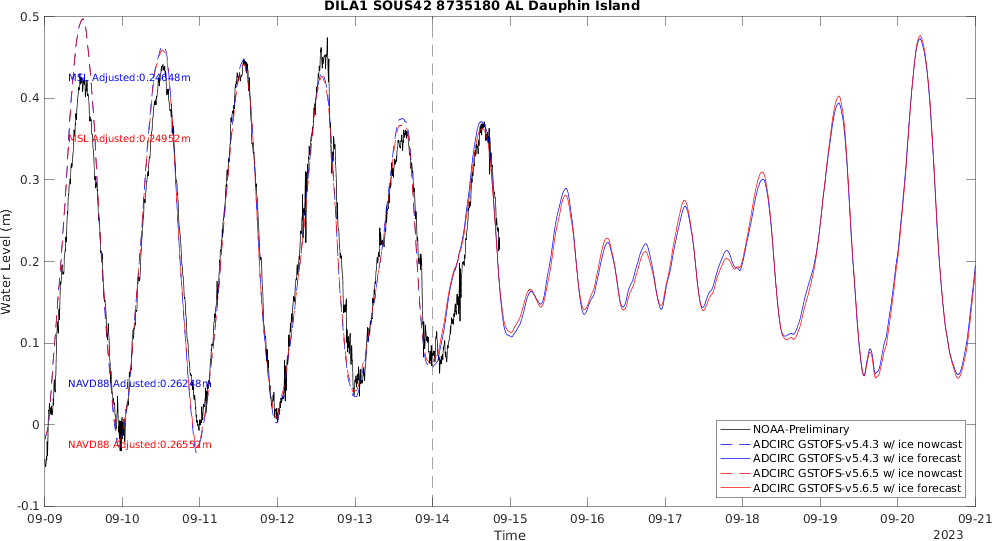 DILA1 SOUS42 8735180 AL Dauphin Island
0.5
0.4
0.3
0.2
0.1
0
-0.1
Water Level (m)
MSL Adjusted:0.24648m
MSL Adjusted:0.24952m
NAVD88 Adjusted:0.26248m
NAVD88 Adjusted:0.26552m
NOAA-Preliminary
ADCIRC GSTOFS-v5.4.3 w/ ice nowcast
ADCIRC GSTOFS-v5.4.3 w/ ice forecast
ADCIRC GSTOFS-v5.6.5 w/ ice nowcast
ADCIRC GSTOFS-v5.6.5 w/ ice forecast
09-09 09-10 09-11 09-12 09-13 09-14 09-15 09-16 09-17 09-18 09-19 09-20 09-21
Time
2023